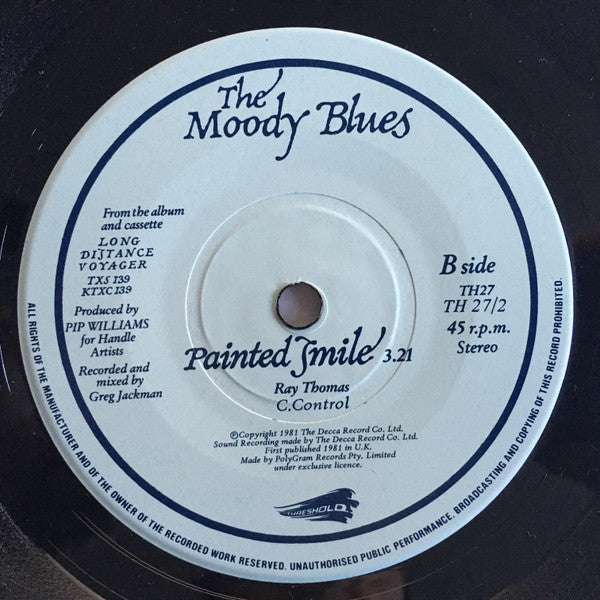 The
Moody Blues
From the album
and cassette
LONG
DISTANCE
VOYAGER
TXS 139
KTXC139
Produced by
PIP WILLIAMS
for Handle
Artists
Recorded and
mixed by
Greg Jackman
B side
TH27
TH 27/2
45 r.p.m.
Stereo
Painted Smile 3.21
Ray Thomas
C.Control
℗Copyright 1981 The Decca Record Co. Ltd.
Sound Recording made by The Decca Record Co. Ltd.
First published 1981 in U.K.
Made by PolyGram Records Pty. Limited
under exclusive licence.
THRESHOLD
ALL RIGHTS OF THE MANUFACTURER AND OF THE OWNER OF THE RECORDED WORK RESERVED. UNAUTHORISED PUBLIC PERFORMANCE. BROADCASTING AND COPYING OF THIS RECORD PROHIBITED.